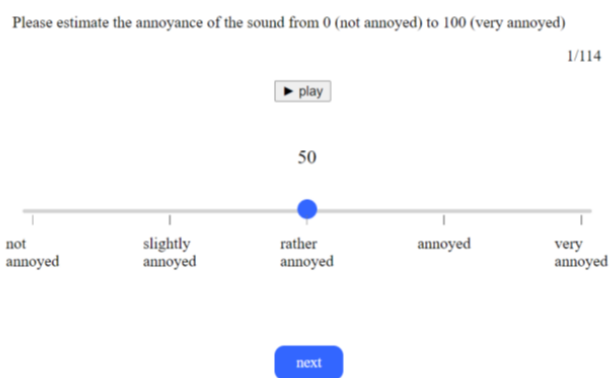 Please estimate the annoyance of the sound from 0 (not annoyed) to 100 (very annoyed)
1/114
▶ play
50
not annoyed
slightly annoyed
rather annoyed
annoyed
very annoyed
next